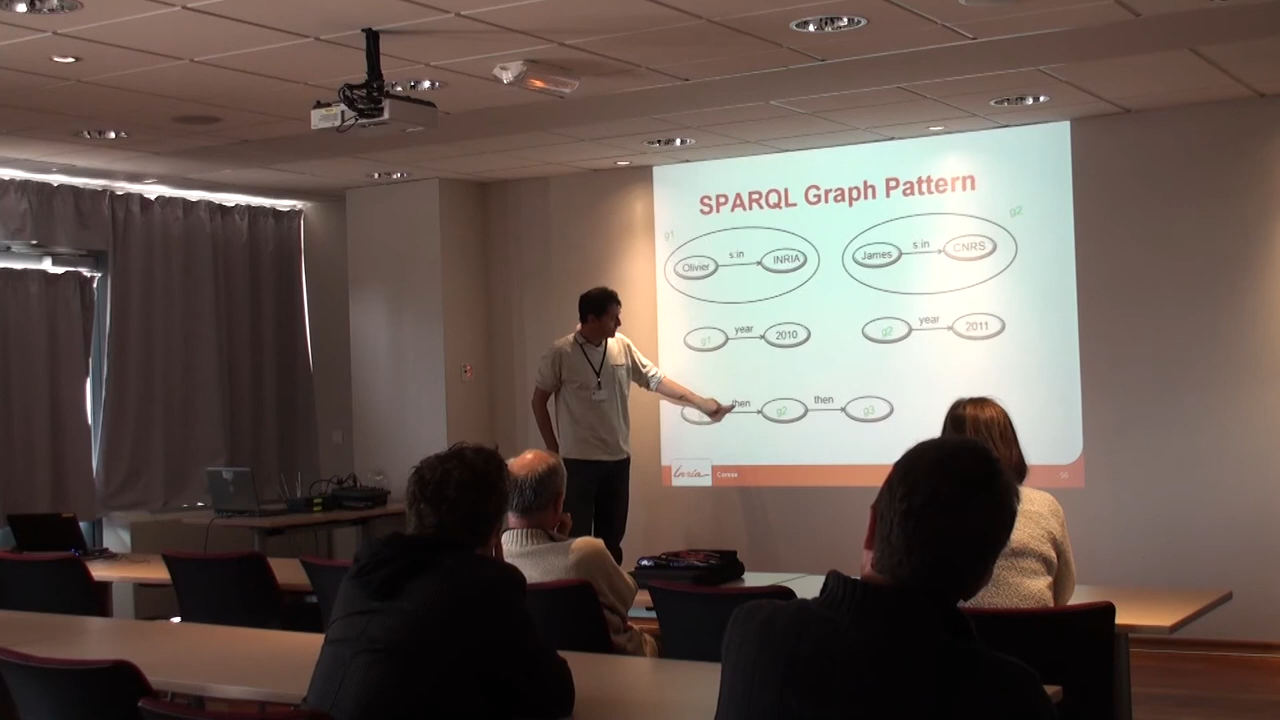 SPARQL Graph Pattern
g1
g2
Olivier s:in INRIA
James s:in CNRS
g1 year 2010
g2 year 2011
then g2 then g3
Inria
Corese